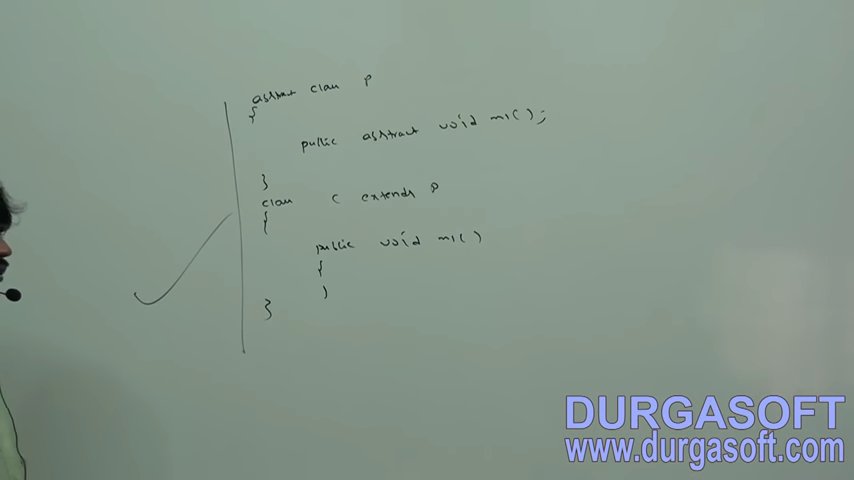 abstract class P
{
public abstract void m1();
}
class C extends P
{
public void m1()
{
}
}
DURGASOFT
www.durgasoft.com